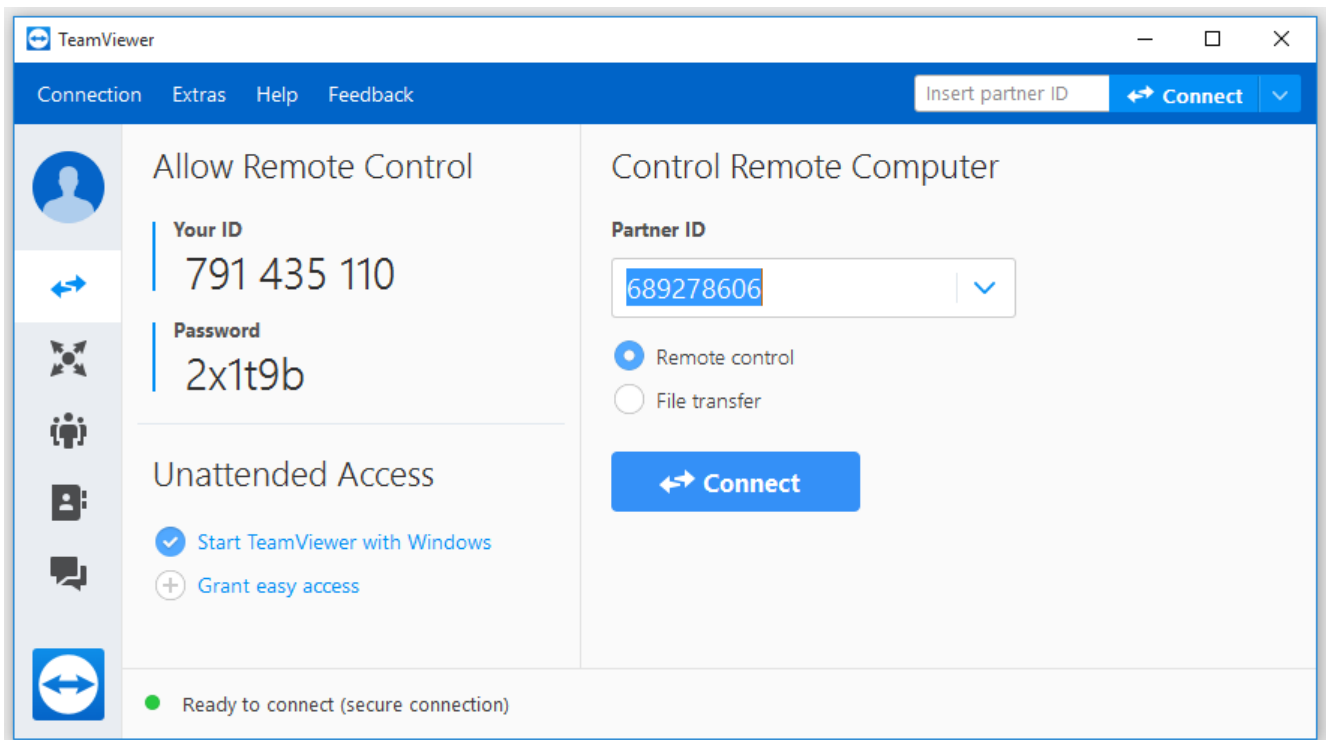 TeamViewer
Connection Extras Help Feedback
Insert partner ID Connect
Allow Remote Control
Your ID
791 435 110
Password
2x1t9b
Unattended Access
Start TeamViewer with Windows
Grant easy access
Control Remote Computer
Partner ID
689278606
Remote control
File transfer
Connect
Ready to connect (secure connection)